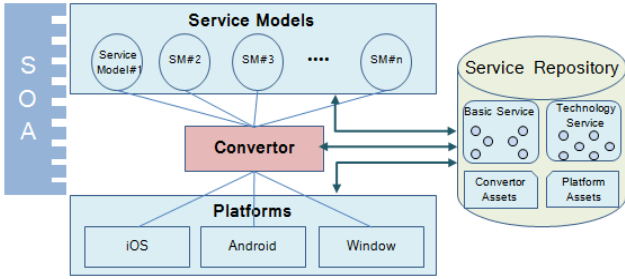 S
O
A
Service Models
Service
Model#1
SM#2
SM#3
....
SM#n
Convertor
Platforms
iOS
Android
Window
Service Repository
Basic Service
Technology
Service
Convertor
Assets
Platform
Assets